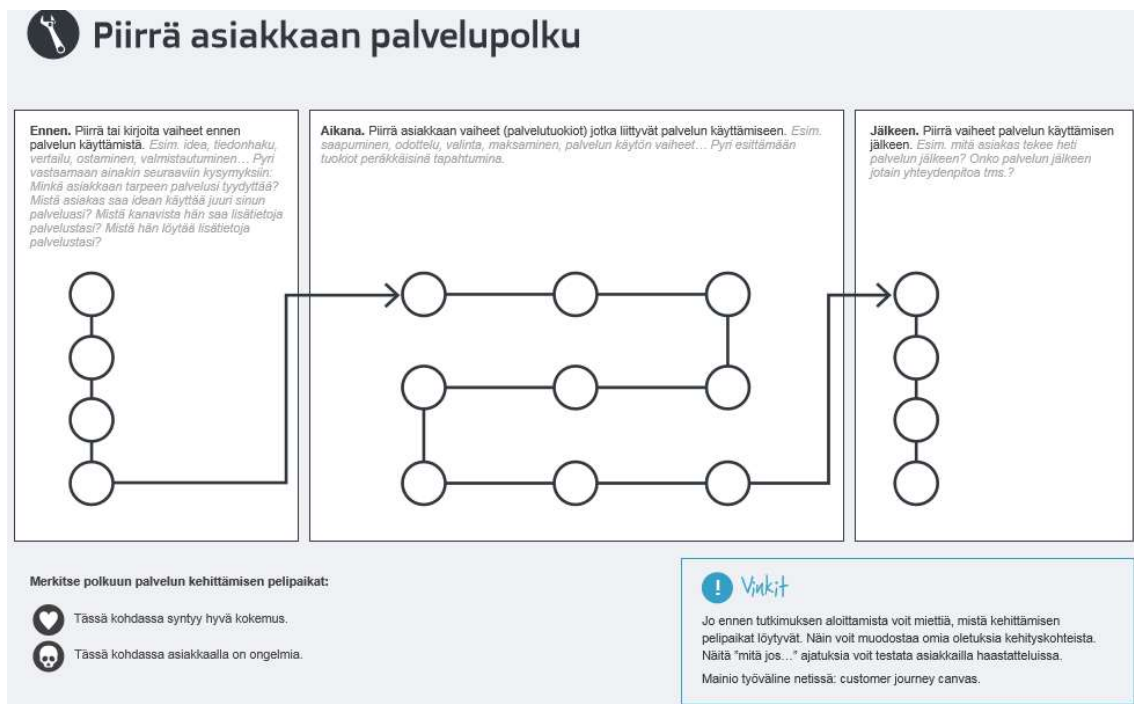 Piirrä asiakkaan palvelupolku
Ennen. Piirrä tai kirjoita vaiheet ennen
palvelun käyttämistä. Esim. idea, tiedonhaku,
vertailu, ostaminen, valmistautuminen… Pyri
vastaamaan ainakin seuraaviin kysymyksiin:
Minkä asiakkaan tarpeen palvelusi tyydyttää?
Mistä asiakas saa idean käyttää juuri sinun
palveluasi? Mistä kanavista hän saa lisätietoja
palvelustasi? Mistä hän löytää lisätietoja
palvelustasi?
Aikana. Piirrä asiakkaan vaiheet (palvelutuokiot) jotka liittyvät palvelun käyttämiseen. Esim.
saapuminen, odottelu, valinta, maksaminen, palvelun käytön vaiheet… Pyri esittämään
tuokiot peräkkäisinä tapahtumina.
Jälkeen. Piirrä vaiheet palvelun käyttämisen
jälkeen. Esim. mitä asiakas tekee heti
palvelun jälkeen? Onko palvelun jälkeen
jotain yhteydenpitoa tms.?
Merkitse polkuun palvelun kehittämisen pelipaikat:
Tässä kohdassa syntyy hyvä kokemus.
Tässä kohdassa asiakkaalla on ongelmia.
! Vinkit
Jo ennen tutkimuksen aloittamista voit miettiä, mistä kehittämisen
pelipaikat löytyvät. Näin voit muodostaa omia oletuksia kehityskohteista.
Näitä "mitä jos…" ajatuksia voit testata asiakkailla haastatteluissa.
Mainio työväline netissä: customer journey canvas.